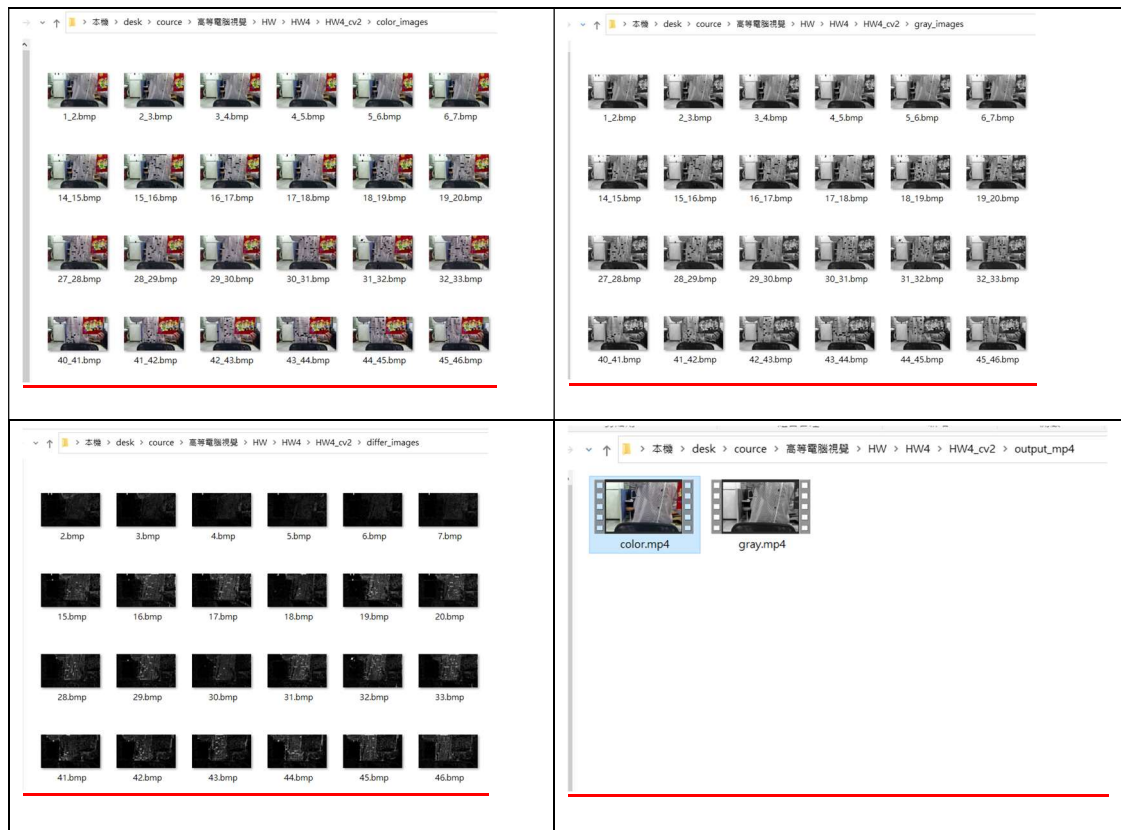 本機 > desk > cource > 高等電腦視覺 > HW > HW4 > HW4_cv2 > color_images
1_2.bmp 2_3.bmp 3_4.bmp 4_5.bmp 5_6.bmp 6_7.bmp
14_15.bmp 15_16.bmp 16_17.bmp 17_18.bmp 18_19.bmp 19_20.bmp
27_28.bmp 28_29.bmp 29_30.bmp 30_31.bmp 31_32.bmp 32_33.bmp
40_41.bmp 41_42.bmp 42_43.bmp 43_44.bmp 44_45.bmp 45_46.bmp
本機 > desk > cource > 高等電腦視覺 > HW > HW4 > HW4_cv2 > gray_images
1_2.bmp 2_3.bmp 3_4.bmp 4_5.bmp 5_6.bmp 6_7.bmp
14_15.bmp 15_16.bmp 16_17.bmp 17_18.bmp 18_19.bmp 19_20.bmp
27_28.bmp 28_29.bmp 29_30.bmp 30_31.bmp 31_32.bmp 32_33.bmp
40_41.bmp 41_42.bmp 42_43.bmp 43_44.bmp 44_45.bmp 45_46.bmp
本機 > desk > cource > 高等電腦視覺 > HW > HW4 > HW4_cv2 > differ_images
2.bmp 3.bmp 4.bmp 5.bmp 6.bmp 7.bmp
15.bmp 16.bmp 17.bmp 18.bmp 19.bmp 20.bmp
28.bmp 29.bmp 30.bmp 31.bmp 32.bmp 33.bmp
41.bmp 42.bmp 43.bmp 44.bmp 45.bmp 46.bmp
本機 > desk > cource > 高等電腦視覺 > HW > HW4 > HW4_cv2 > output_mp4
color.mp4 gray.mp4